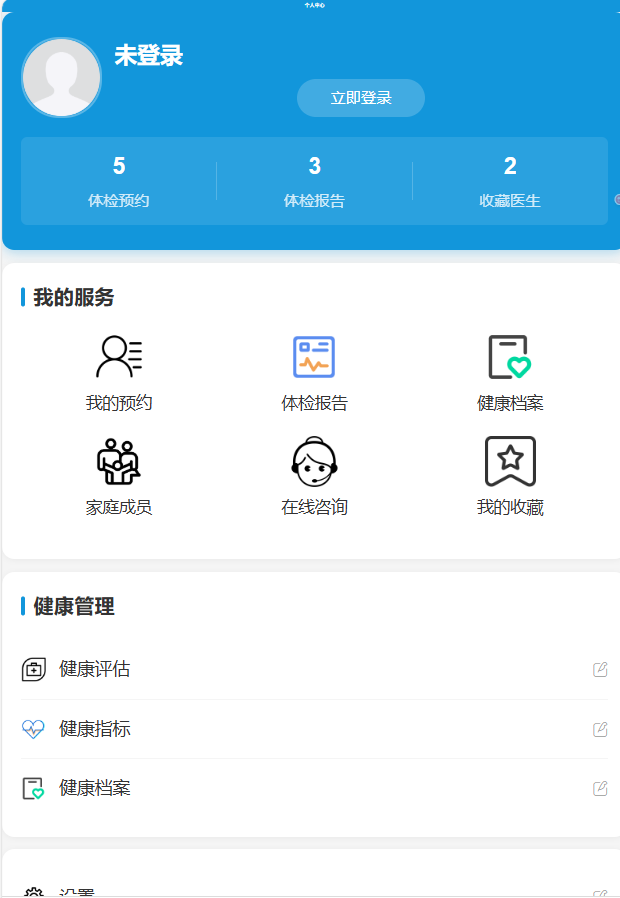 个人中心
未登录
立即登录
5 3 2
体检预约 体检报告 收藏医生
我的服务
我的预约 体检报告 健康档案
家庭成员 在线咨询 我的收藏
健康管理
健康评估
健康指标
健康档案
设置